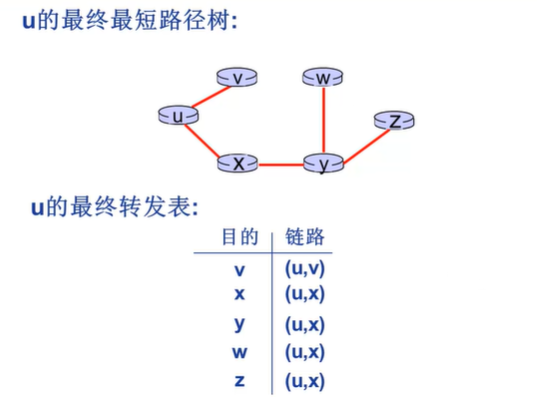 u的最终最短路径树:
v
w
u
z
x
y
u的最终转发表:
目的 链路
v (u,v)
x (u,x)
y (u,x)
w (u,x)
z (u,x)